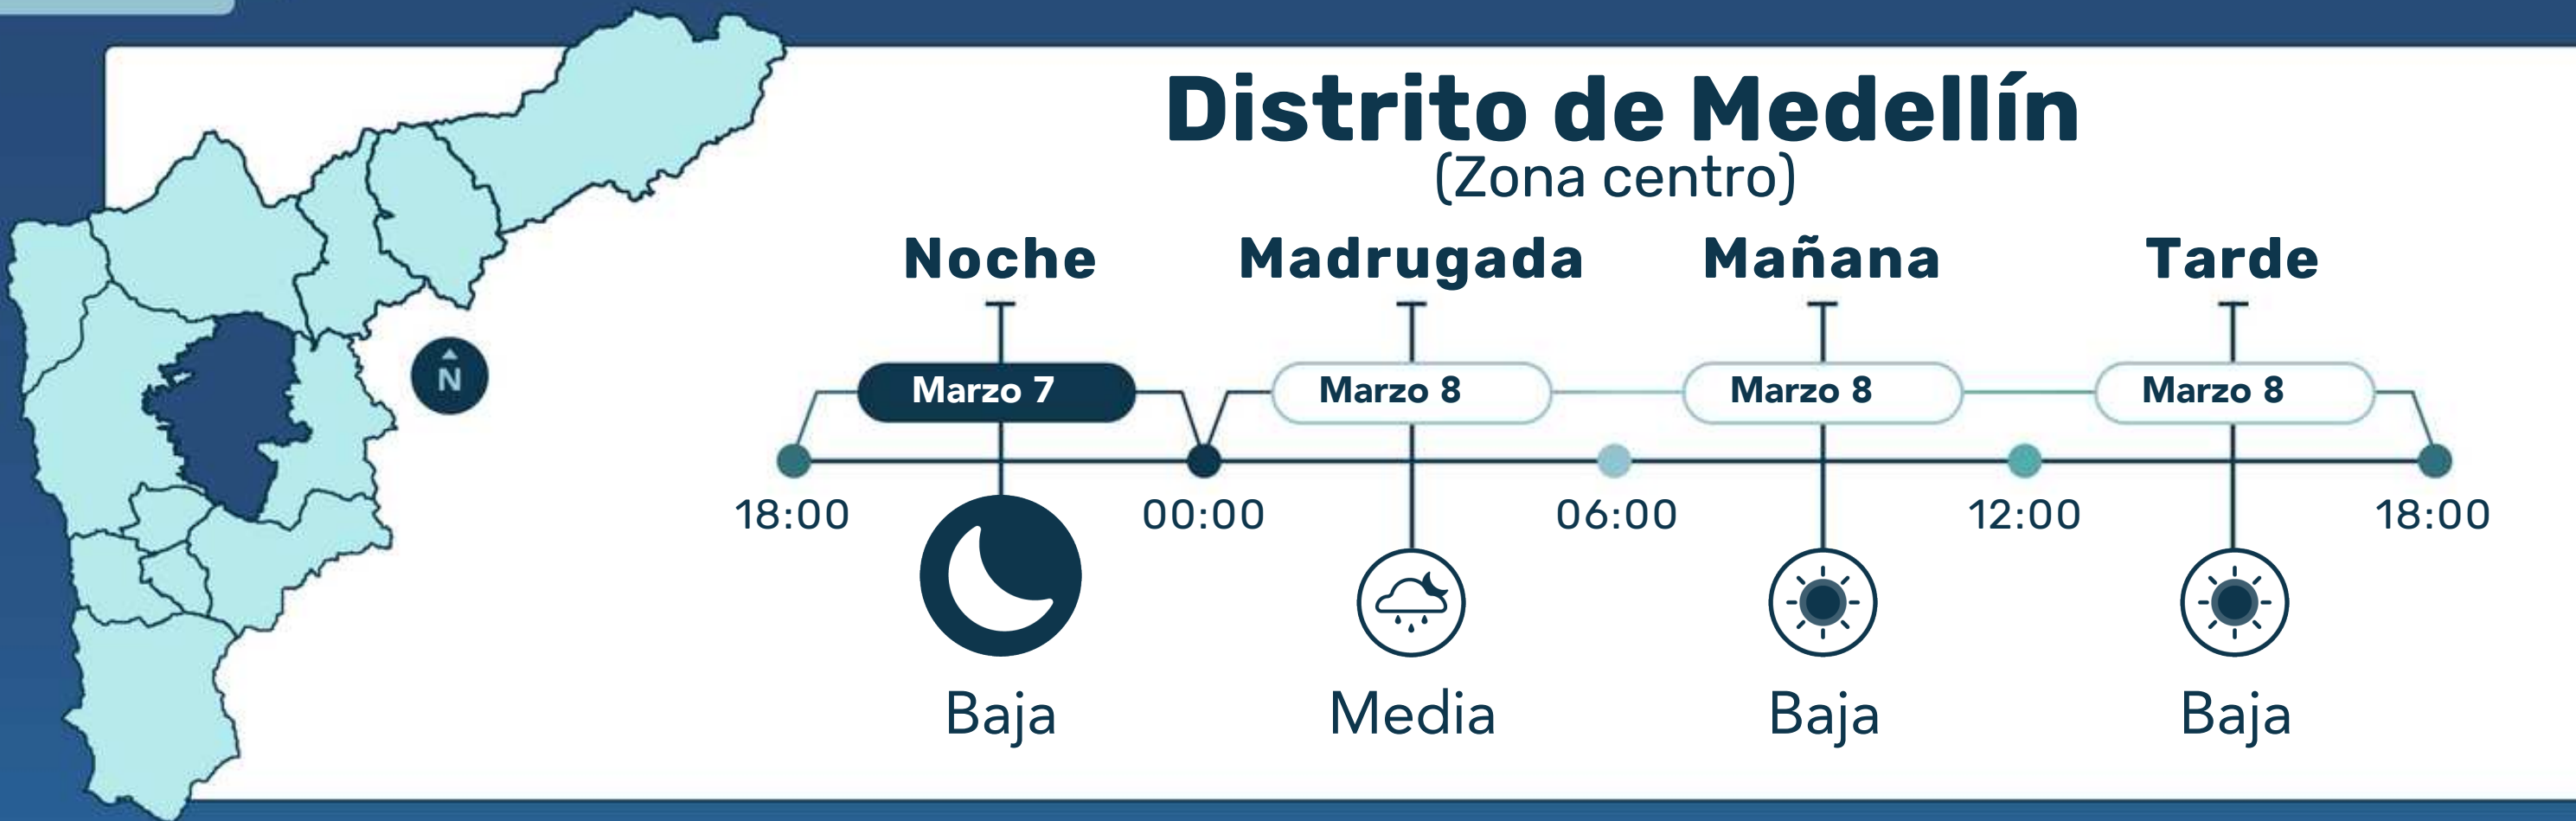 Distrito de Medellín
(Zona centro)
Noche Madrugada Mañana Tarde
Marzo 7 Marzo 8 Marzo 8 Marzo 8
N
18:00 00:00 06:00 12:00 18:00
Baja Media Baja Baja